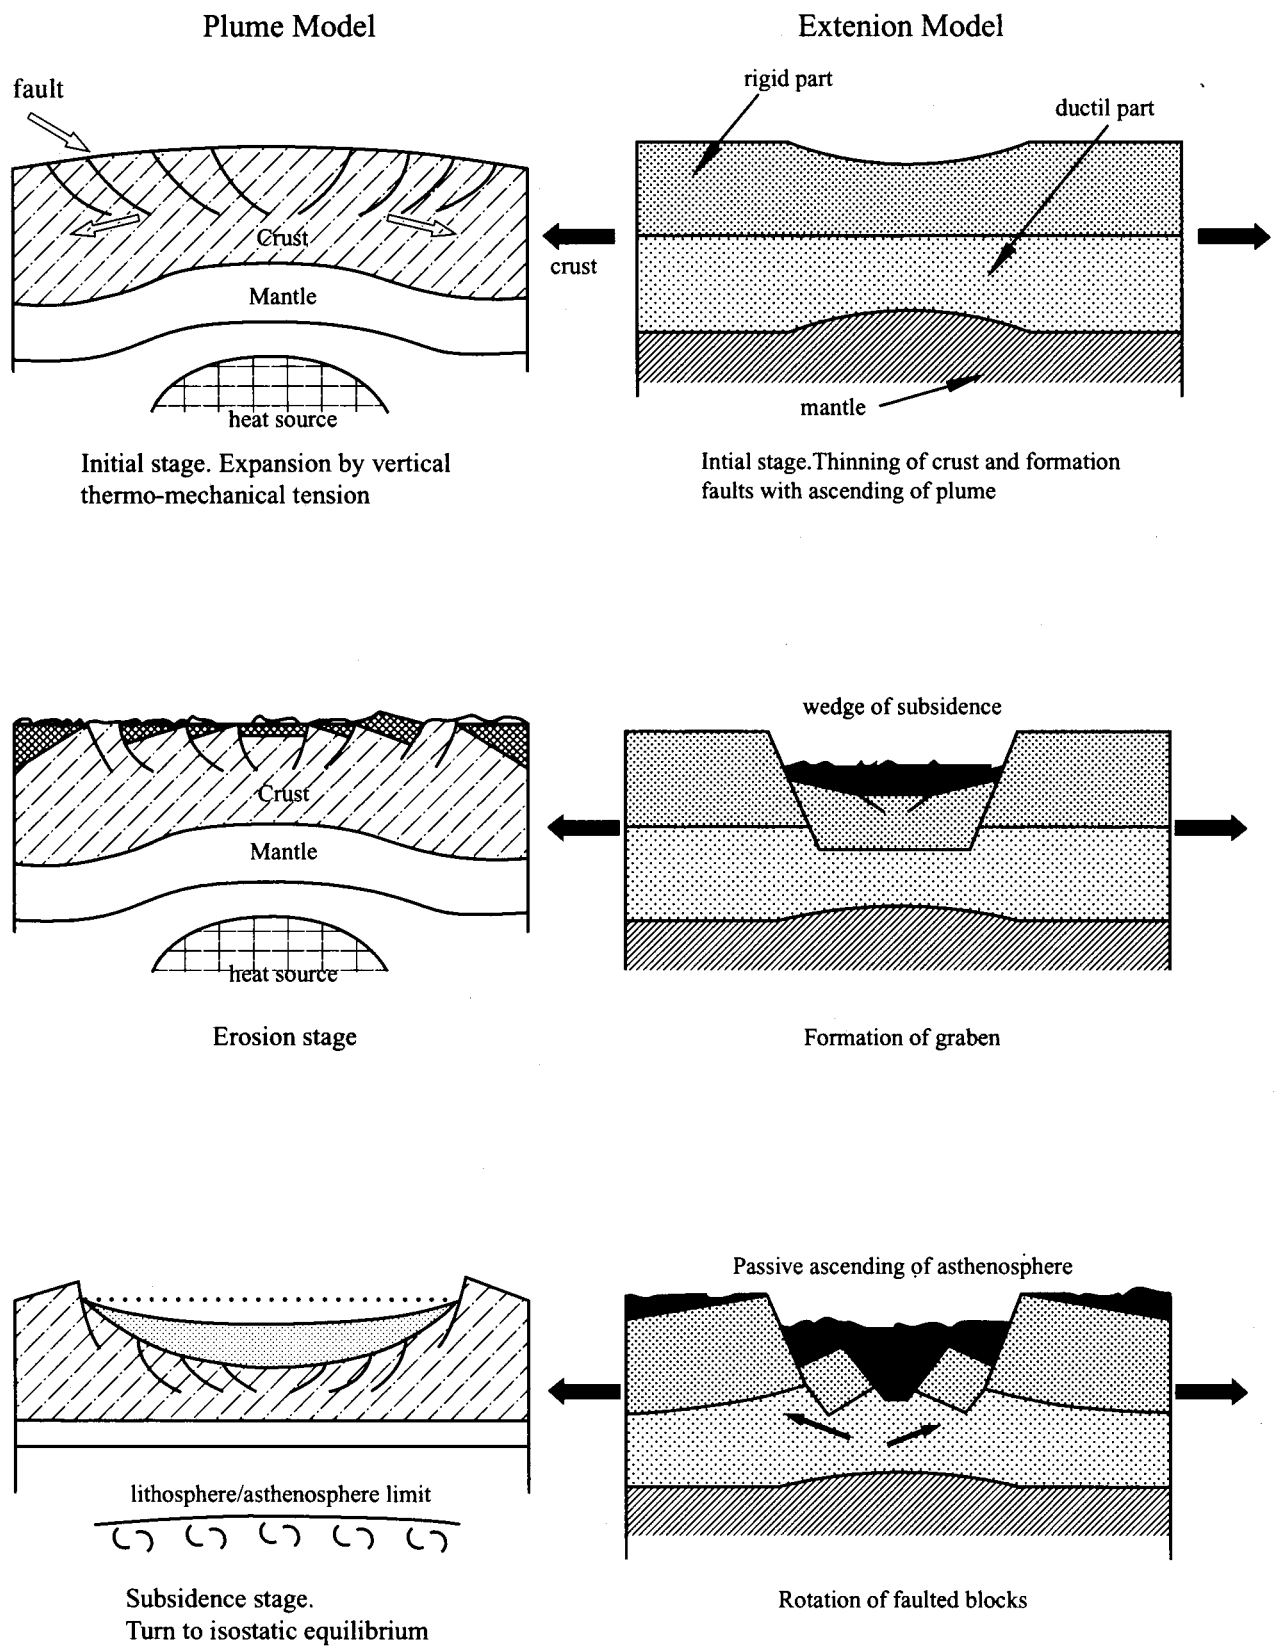 Plume Model
Extenion Model
fault
rigid part
ductil part
Crust
crust
Mantle
mantle
heat source
Initial stage. Expansion by vertical
thermo-mechanical tension
Intial stage.Thinning of crust and formation
faults with ascending of plume
wedge of subsidence
Crust
Mantle
heat source
Erosion stage
Formation of graben
Passive ascending of asthenosphere
lithosphere/asthenosphere limit
Subsidence stage.
Turn to isostatic equilibrium
Rotation of faulted blocks